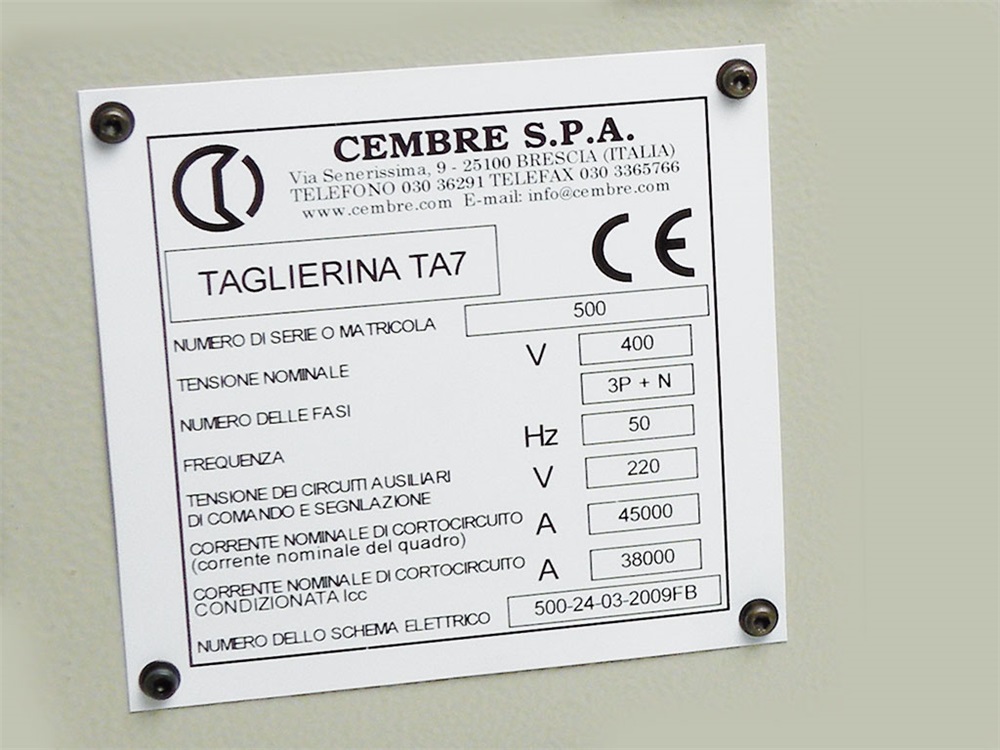 CEMBRE S.P.A.
Via Senerissima, 9 - 25100 BRESCIA (ITALIA)
TELEFONO 030 36291 TELEFAX 030 3365766
www.cembre.com E-mail: info@cembre.com
CE
TAGLIERINA TA7
NUMERO DI SERIE O MATRICOLA 500
TENSIONE NOMINALE V 400
NUMERO DELLE FASI 3P + N
FREQUENZA Hz 50
TENSIONE DEI CIRCUITI AUSILIARI
DI COMANDO E SEGNLAZIONE V 220
CORRENTE NOMINALE DI CORTOCIRCUITO A 45000
(corrente nominale del quadro)
CORRENTE NOMINALE DI CORTOCIRCUITO A 38000
CONDIZIONATA Icc
NUMERO DELLO SCHEMA ELETTRICO 500-24-03-2009FB